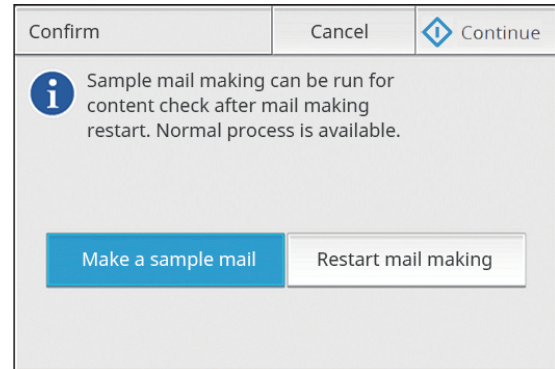 Confirm
Cancel
Continue
Sample mail making can be run for
content check after mail making
restart. Normal process is available.
Make a sample mail
Restart mail making